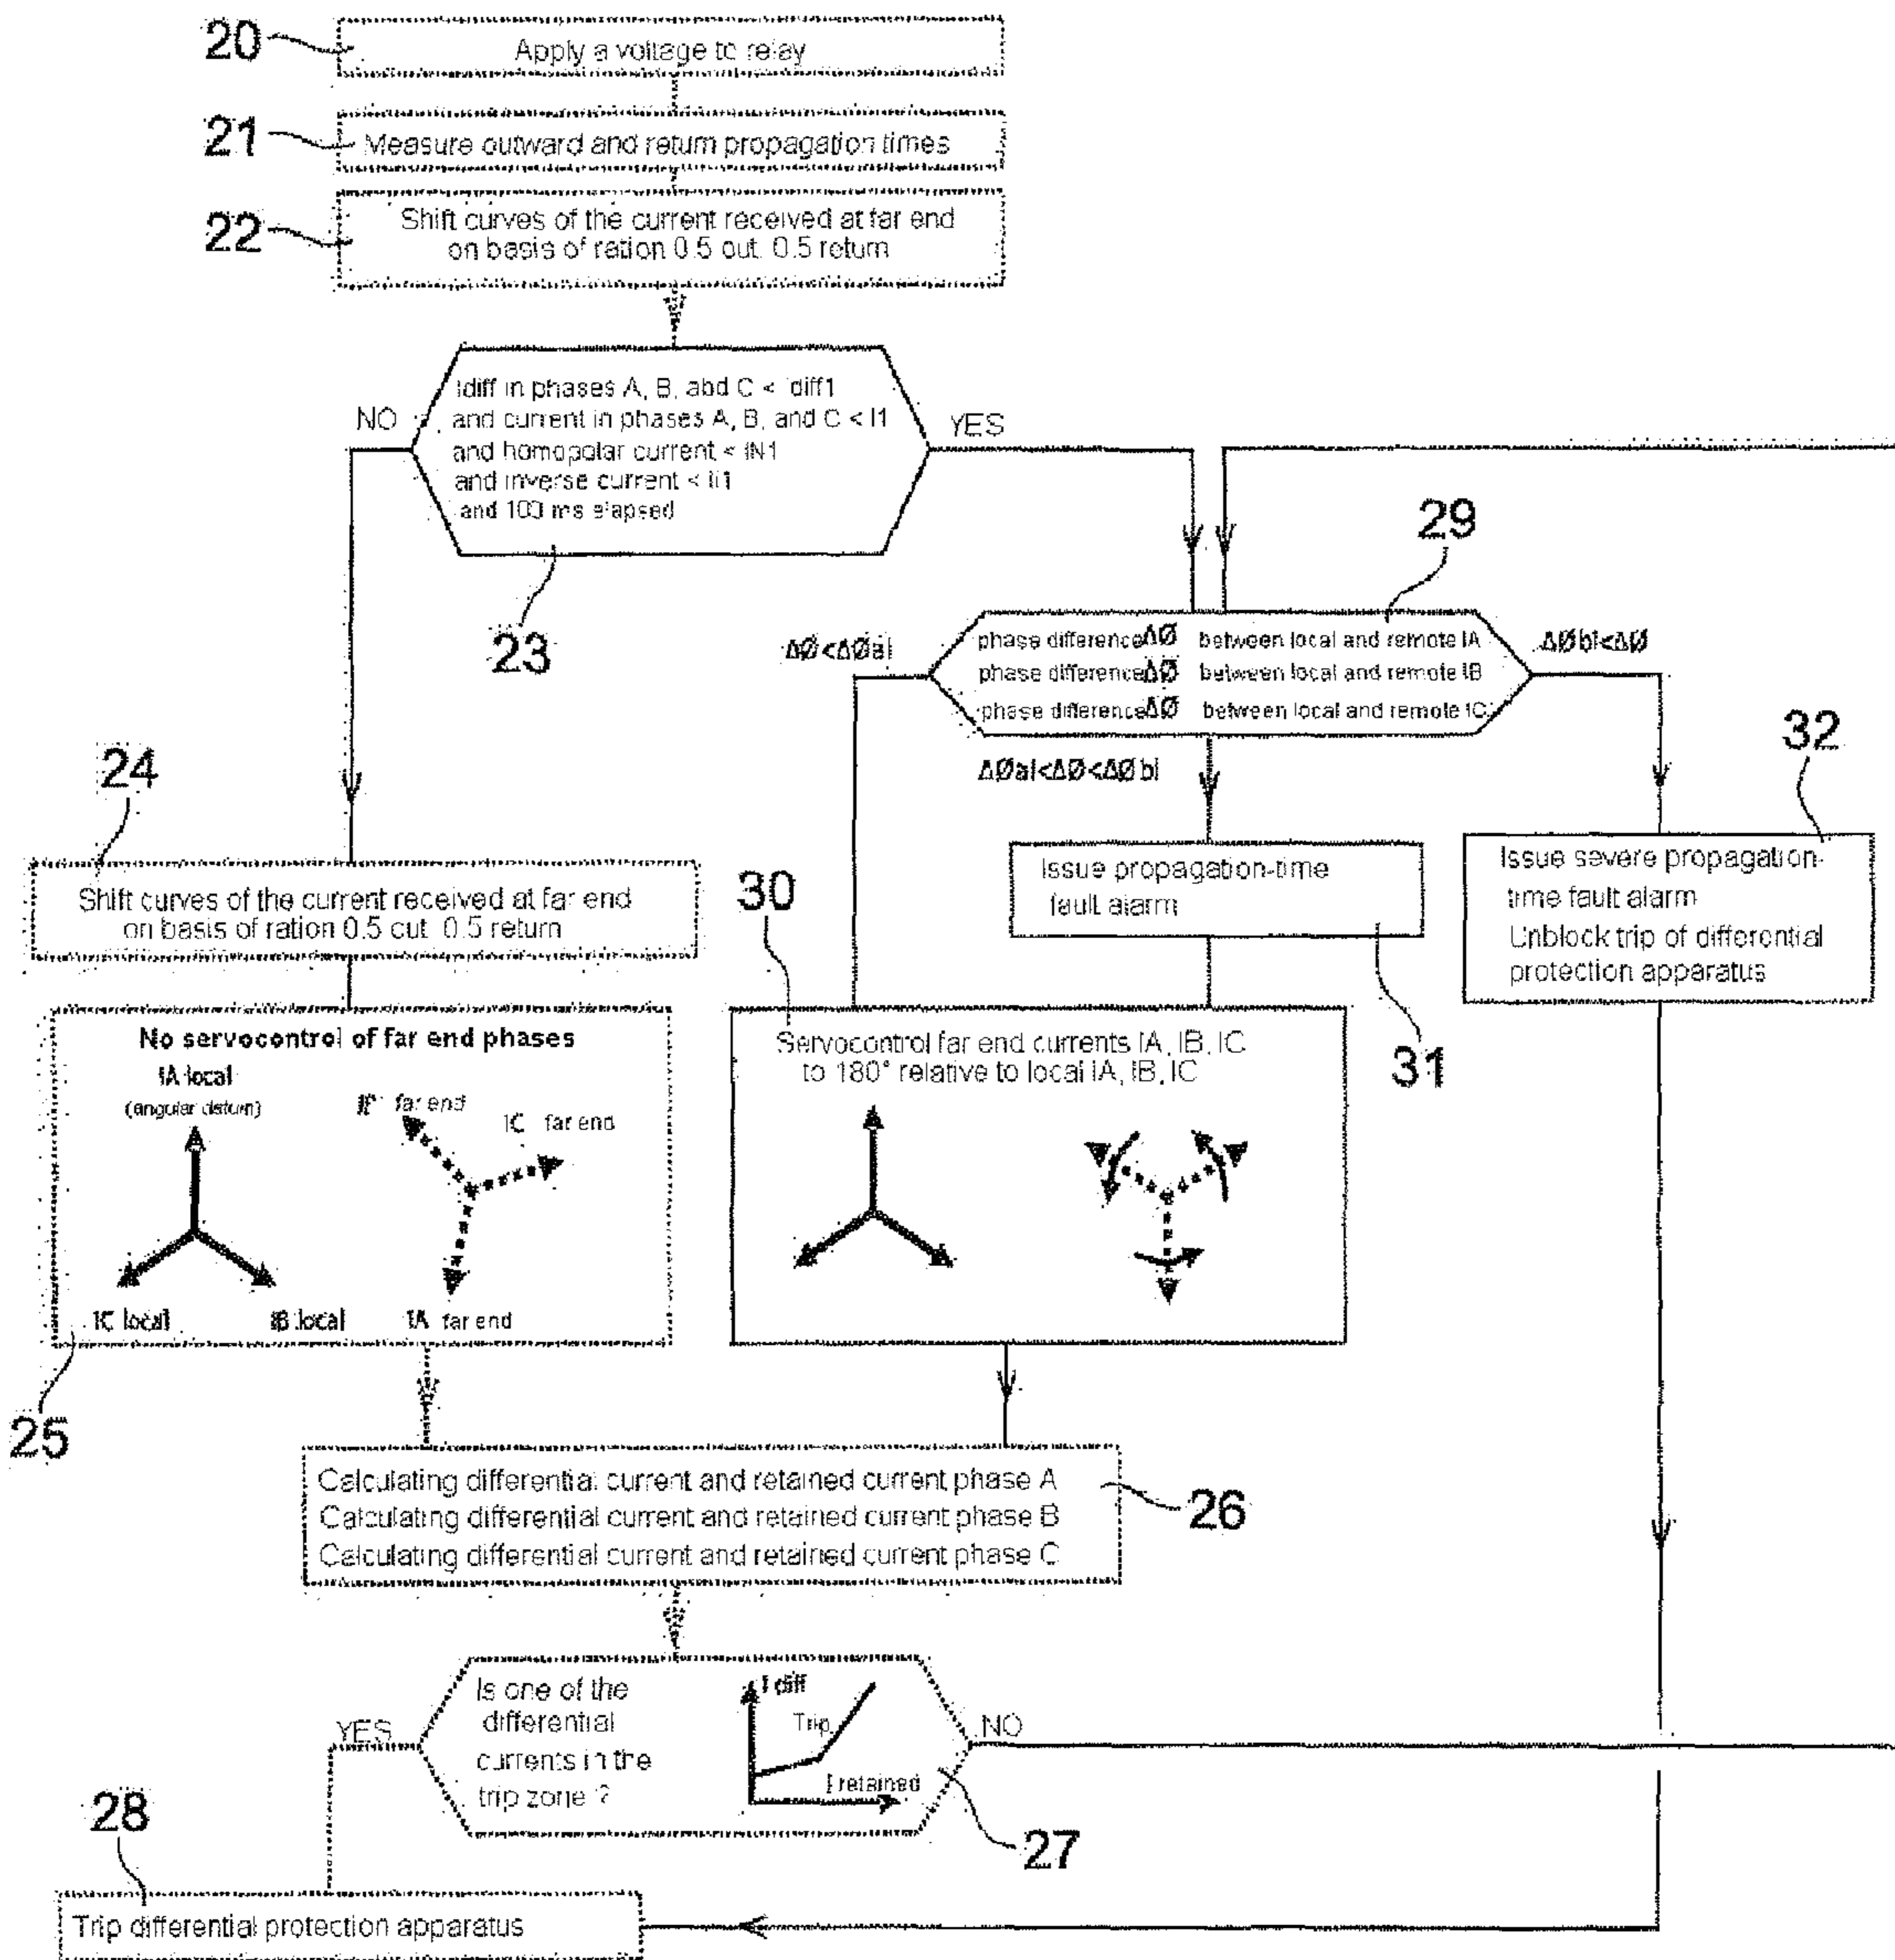 20
Apply a voltage to relay
21
Measure outward and return propagation times
22
Shift curves of the current received at far end
on basis of ration 0.5 out. 0.5 return
NO
Idiff in phases A, B, abd C < Idiff1
and current in phases A, B, and C < I1
and homopolar current < IN1
and inverse current < Ii1
and 100 ms elapsed
YES
23
29
ΔØ<ΔØal
phase difference ΔØ between local and remote IA
phase difference ΔØ between local and remote IB
phase difference ΔØ between local and remote IC
ΔØbl<ΔØ
ΔØal<ΔØ<ΔØbl
24
Shift curves of the current received at far end
on basis of ration 0.5 out. 0.5 return
30
Issue propagation-time
fault alarm
31
32
Issue severe propagation-
time fault alarm
Unblock trip of differential
protection apparatus
No servocontrol of far end phases
IA local
(angular datum)
far end
IC far end
IC local
IB local
IA far end
25
Servocontrol far end currents IA, IB, IC
to 180° relative to local IA, IB, IC
Calculating differential current and retained current phase A
Calculating differential current and retained current phase B
Calculating differential current and retained current phase C
26
YES
Is one of the
differential
currents in the
trip zone ?
I diff
Trip
I retained
NO
27
28
Trip differential protection apparatus